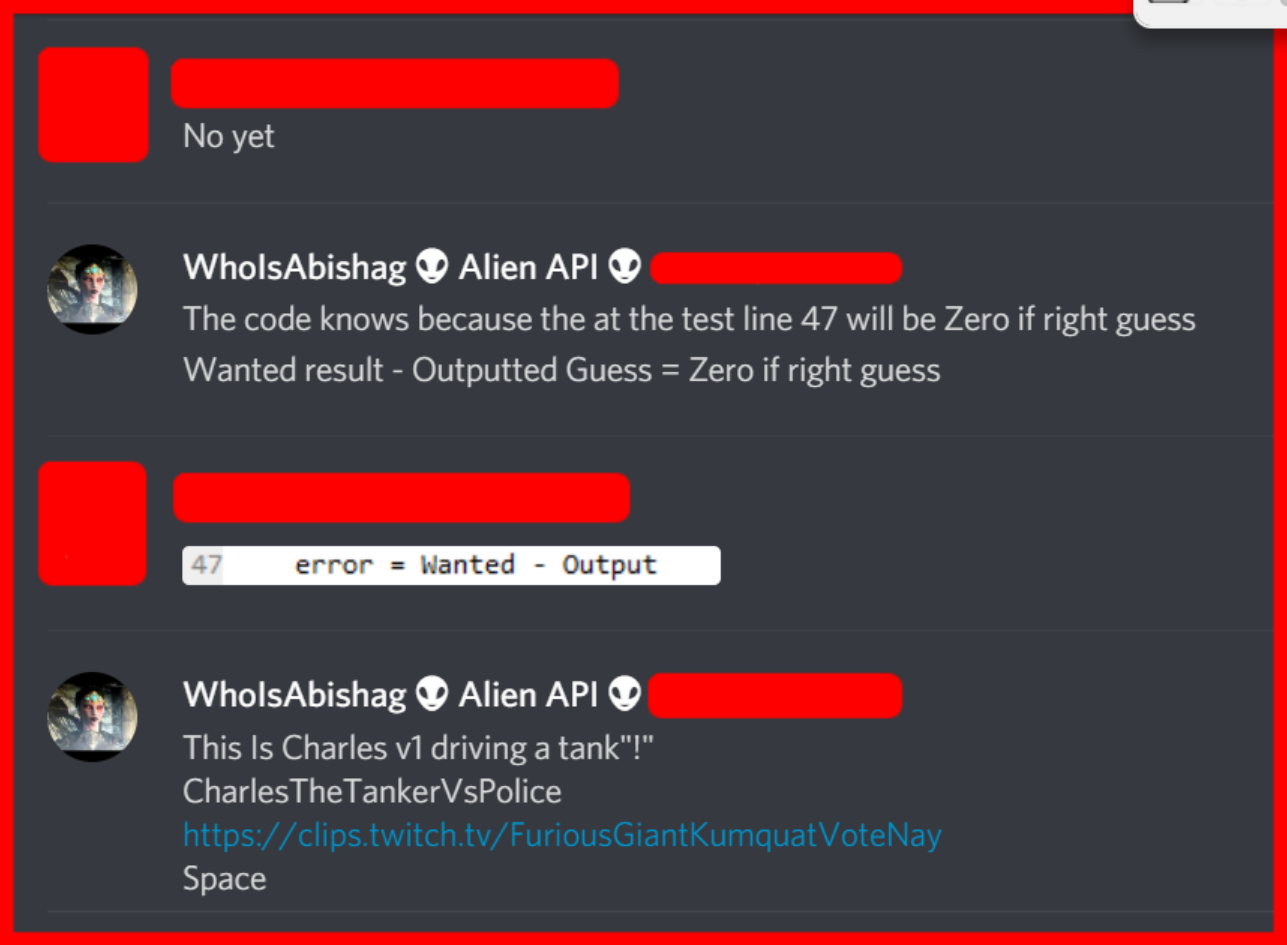 No yet
WhoIsAbishag 👽 Alien API 👽
The code knows because the at the test line 47 will be Zero if right guess
Wanted result - Outputted Guess = Zero if right guess
47 error = Wanted - Output
WhoIsAbishag 👽 Alien API 👽
This Is Charles v1 driving a tank"!"
CharlesTheTankerVsPolice
https://clips.twitch.tv/FuriousGiantKumquatVoteNay
Space